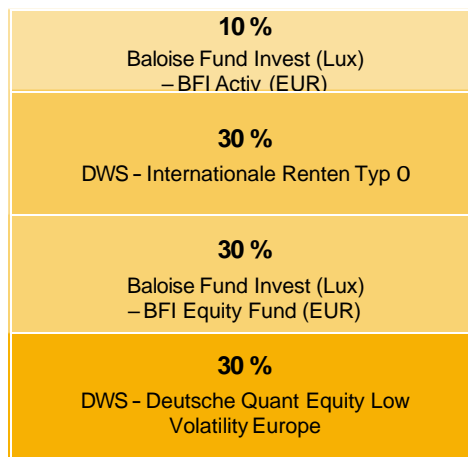 10 %
Baloise Fund Invest (Lux)
– BFI Activ (EUR)
30 %
DWS – Internationale Renten Typ O
30 %
Baloise Fund Invest (Lux)
– BFI Equity Fund (EUR)
30 %
DWS – Deutsche Quant Equity Low
Volatility Europe